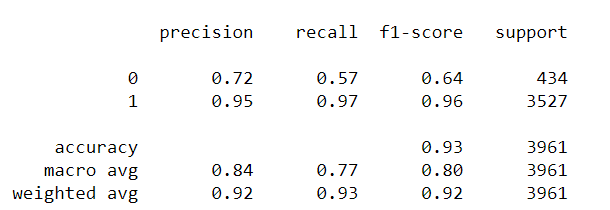 precision recall f1-score support
0 0.72 0.57 0.64 434
1 0.95 0.97 0.96 3527
accuracy 0.93 3961
macro avg 0.84 0.77 0.80 3961
weighted avg 0.92 0.93 0.92 3961